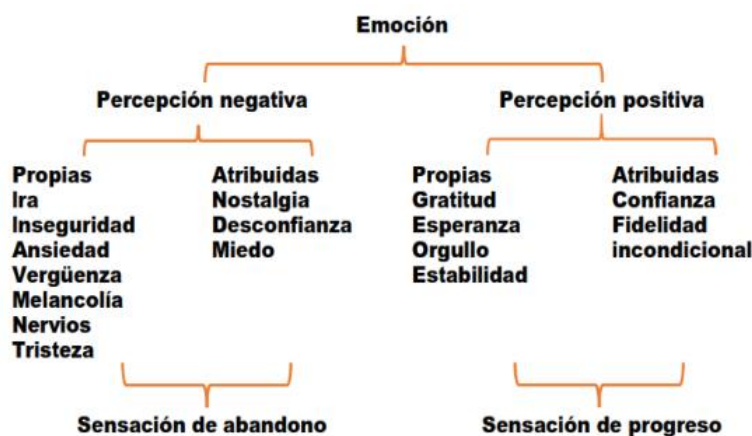 Emoción
Percepción negativa
Percepción positiva
Propias
Ira
Inseguridad
Ansiedad
Vergüenza
Melancolía
Nervios
Tristeza
Atribuidas
Nostalgia
Desconfianza
Miedo
Propias
Gratitud
Esperanza
Orgullo
Estabilidad
Atribuidas
Confianza
Fidelidad
incondicional
Sensación de abandono
Sensación de progreso